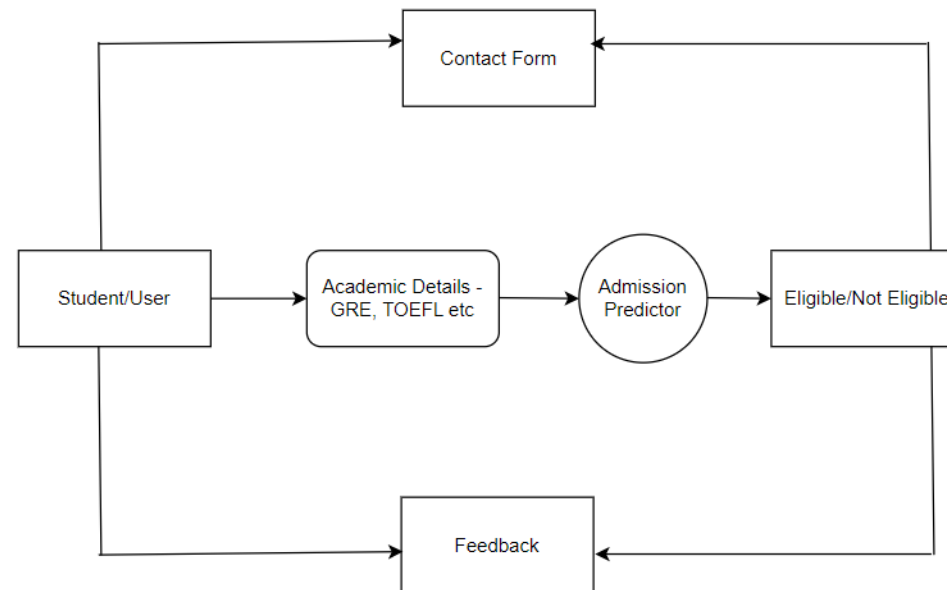 Contact Form
Student/User
Academic Details -
GRE, TOEFL etc
Admission
Predictor
Eligible/Not Eligible
Feedback